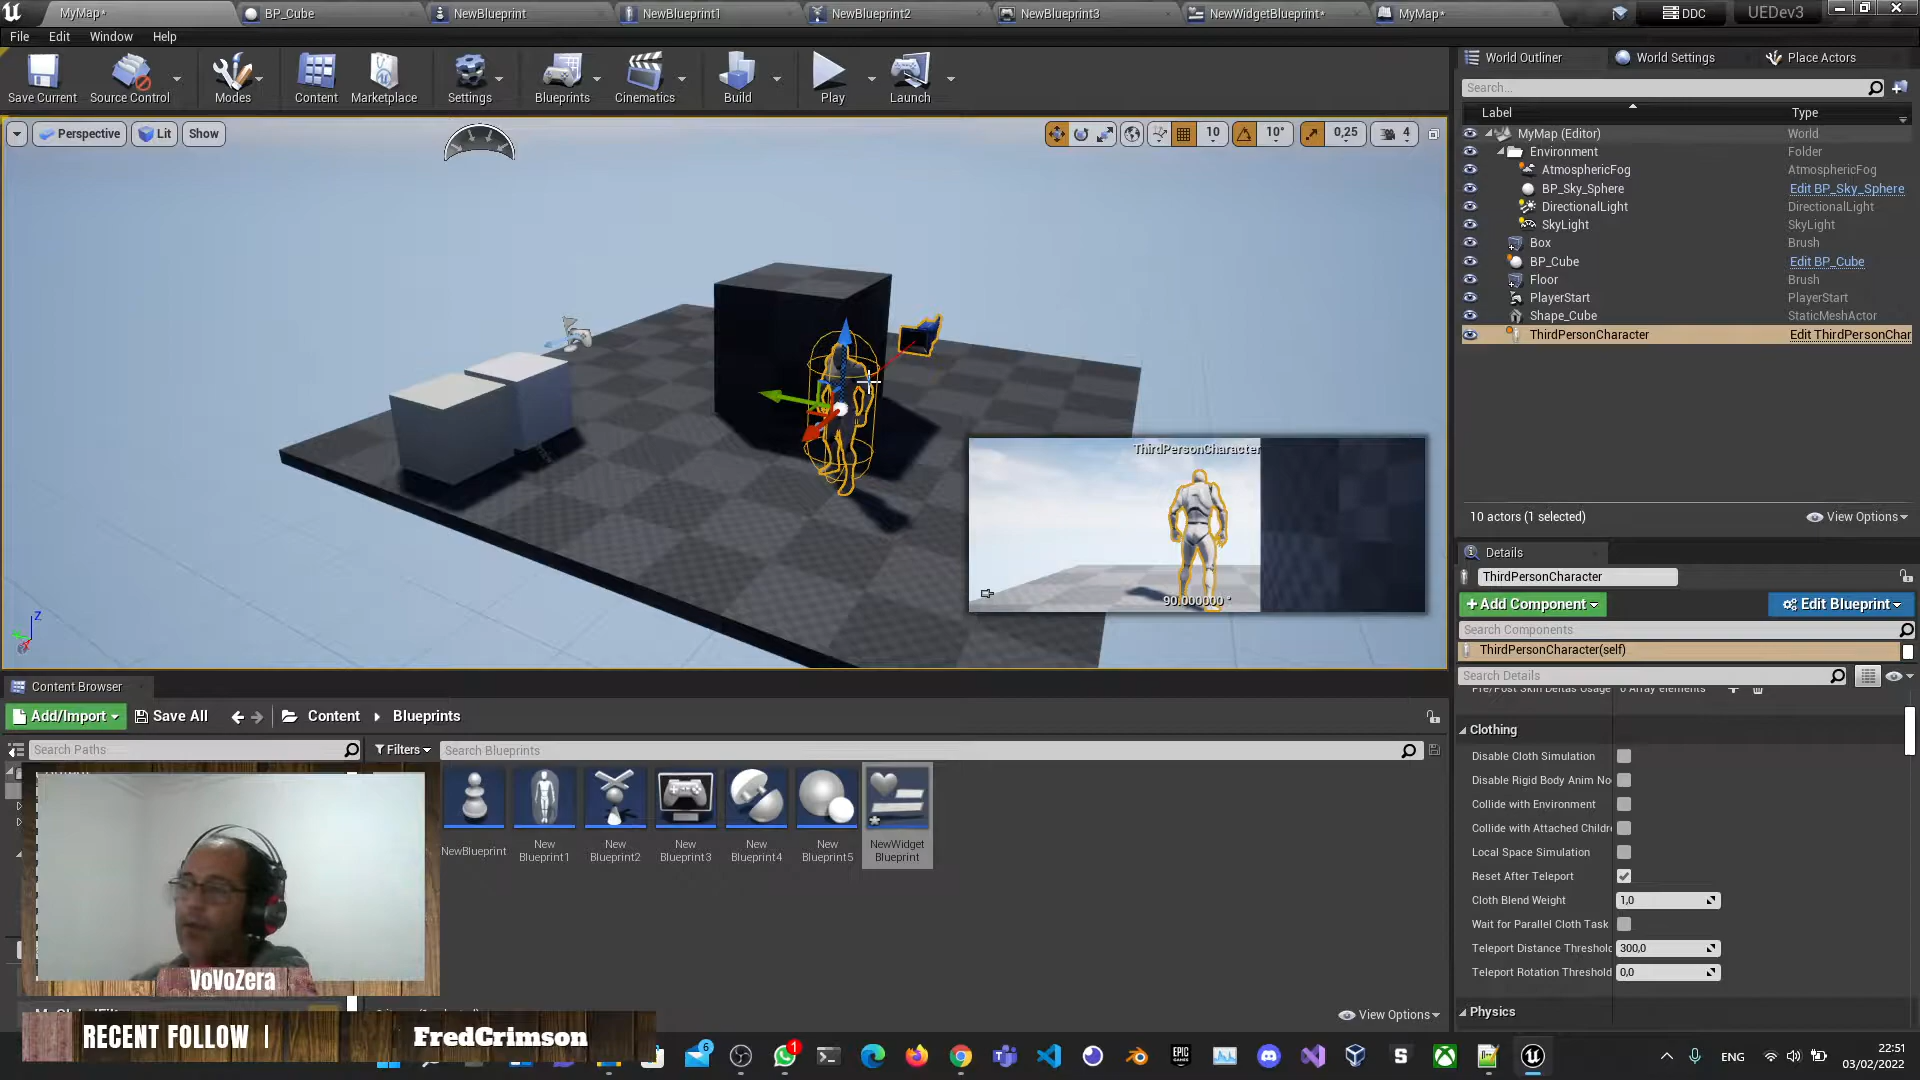 MyMap*
BP_Cube
NewBlueprint
NewBlueprint1
NewBlueprint2
NewBlueprint3
NewWidgetBlueprint*
MyMap*
DDC
UEDev3
File
Edit
Window
Help
Save Current
Source Control
Modes
Content
Marketplace
Settings
Blueprints
Cinematics
Build
Play
Launch
Perspective
Lit
Show
10
10°
0,25
4
ThirdPersonCharacter
90,000000 °
Z
World Outliner
World Settings
Place Actors
Search...
Label
Type
MyMap (Editor)
World
Environment
Folder
AtmosphericFog
AtmosphericFog
BP_Sky_Sphere
Edit BP_Sky_Sphere
DirectionalLight
DirectionalLight
SkyLight
SkyLight
Box
Brush
BP_Cube
Edit BP_Cube
Floor
Brush
PlayerStart
PlayerStart
Shape_Cube
StaticMeshActor
ThirdPersonCharacter
Edit ThirdPersonChar
10 actors (1 selected)
View Options
Details
ThirdPersonCharacter
+ Add Component
Edit Blueprint
Search Components
ThirdPersonCharacter(self)
Search Details
Clothing
Disable Cloth Simulation
Disable Rigid Body Anim No
Collide with Environment
Collide with Attached Childr
Local Space Simulation
Reset After Teleport
Cloth Blend Weight
1,0
Wait for Parallel Cloth Task
Teleport Distance Threshold
300,0
Teleport Rotation Threshold
0,0
Physics
Content Browser
Add/Import
Save All
Content
Blueprints
Search Paths
Filters
Search Blueprints
NewBlueprint
New
Blueprint1
New
Blueprint2
New
Blueprint3
New
Blueprint4
New
Blueprint5
NewWidget
Blueprint
View Options
VoVoZera
RECENT FOLLOW |
FredCrimson
6
1
EPIC
GAMES
S
ENG
22:51
03/02/2022